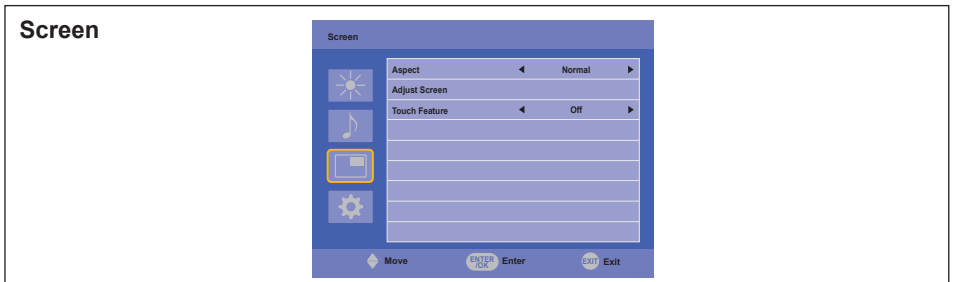 Screen
Screen
Aspect Normal
Adjust Screen
Touch Feature Off
Move ENTER /OK Enter EXIT Exit